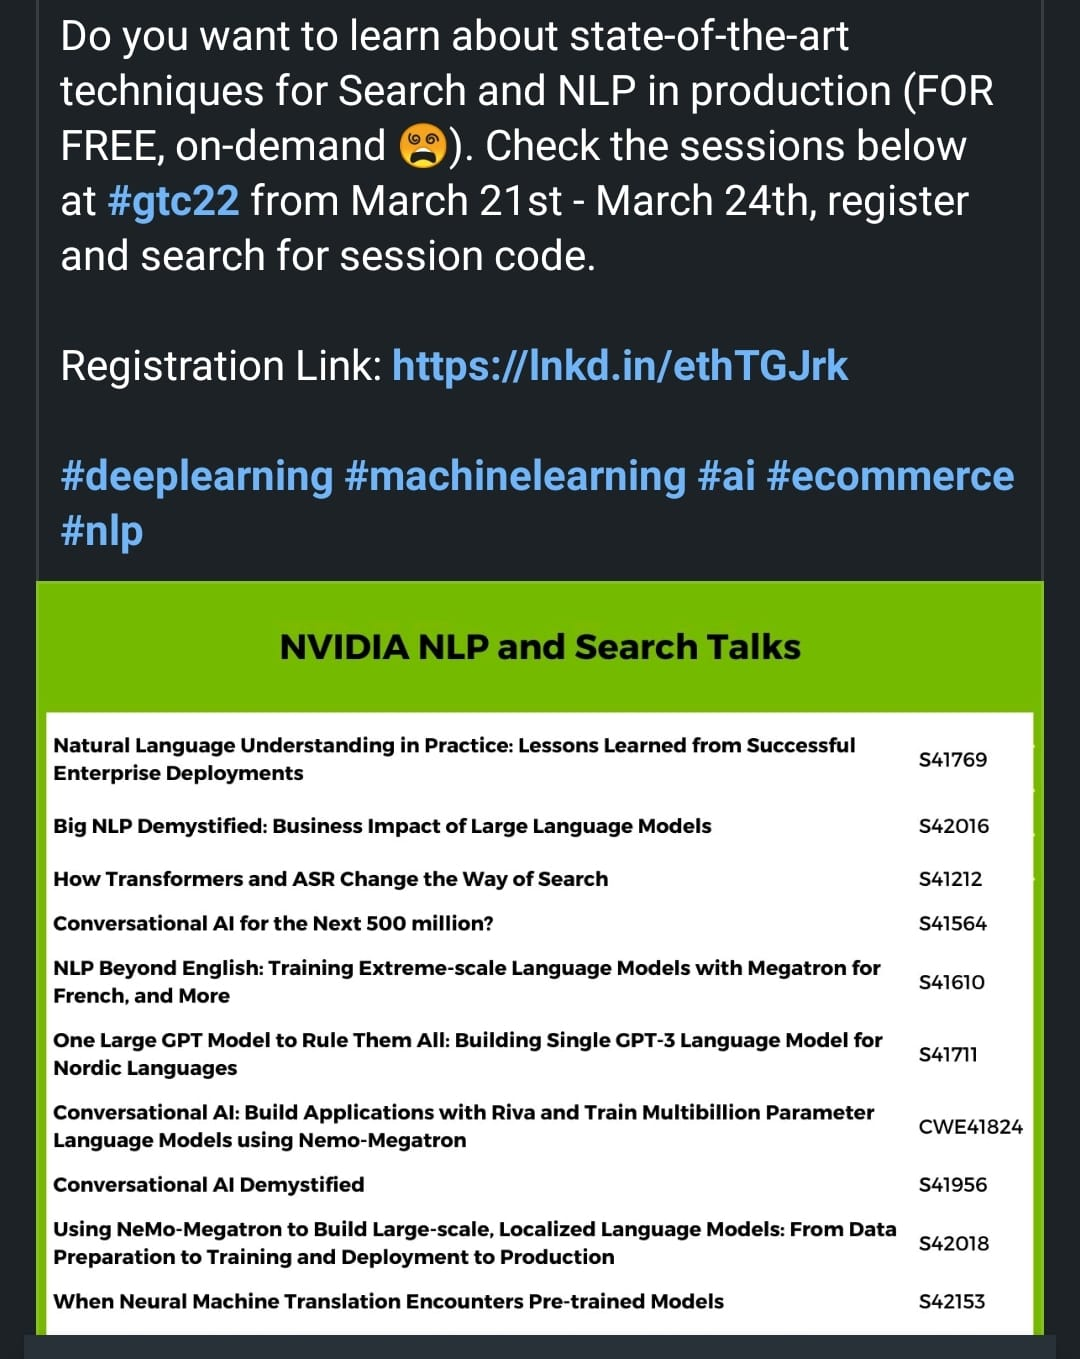 Do you want to learn about state-of-the-art
techniques for Search and NLP in production (FOR
FREE, on-demand 😵‍💫). Check the sessions below
at #gtc22 from March 21st - March 24th, register
and search for session code.
Registration Link: https://lnkd.in/ethTGJrk
#deeplearning #machinelearning #ai #ecommerce
#nlp
NVIDIA NLP and Search Talks
Natural Language Understanding in Practice: Lessons Learned from Successful
Enterprise Deployments
S41769
Big NLP Demystified: Business Impact of Large Language Models
S42016
How Transformers and ASR Change the Way of Search
S41212
Conversational AI for the Next 500 million?
S41564
NLP Beyond English: Training Extreme-scale Language Models with Megatron for
French, and More
S41610
One Large GPT Model to Rule Them All: Building Single GPT-3 Language Model for
Nordic Languages
S41711
Conversational AI: Build Applications with Riva and Train Multibillion Parameter
Language Models using Nemo-Megatron
CWE41824
Conversational AI Demystified
S41956
Using NeMo-Megatron to Build Large-scale, Localized Language Models: From Data
Preparation to Training and Deployment to Production
S42018
When Neural Machine Translation Encounters Pre-trained Models
S42153